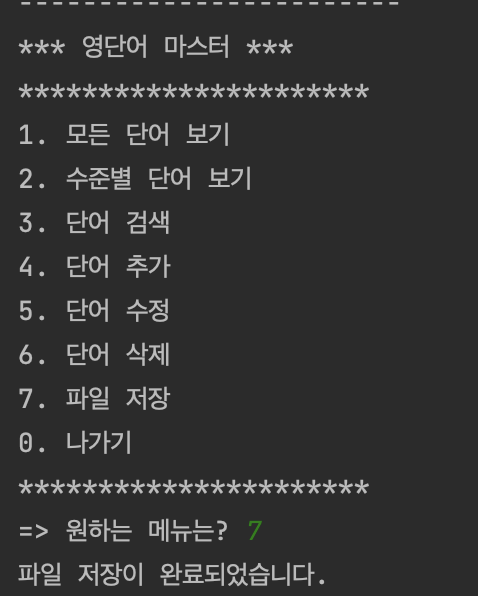 ------------------------
*** 영단어 마스터 ***
**********************
1. 모든 단어 보기
2. 수준별 단어 보기
3. 단어 검색
4. 단어 추가
5. 단어 수정
6. 단어 삭제
7. 파일 저장
0. 나가기
**********************
=> 원하는 메뉴는? 7
파일 저장이 완료되었습니다.